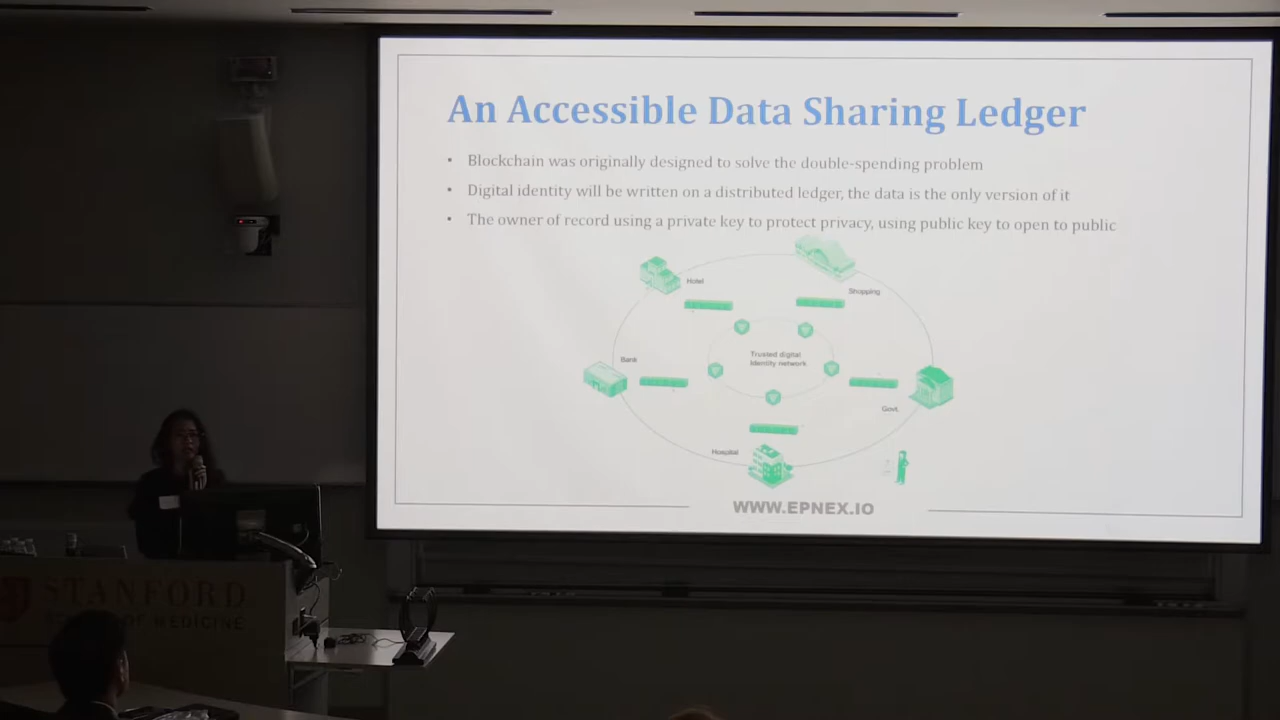 An Accessible Data Sharing Ledger
• Blockchain was originally designed to solve the double-spending problem
• Digital identity will be written on a distributed ledger, the data is the only version of it
• The owner of record using a private key to protect privacy, using public key to open to public
Hotel
Shopping
Bank
Trusted digital
Identity network
Govt.
Hospital
WWW.EPNEX.IO
STANFORD
SCHOOL OF MEDICINE